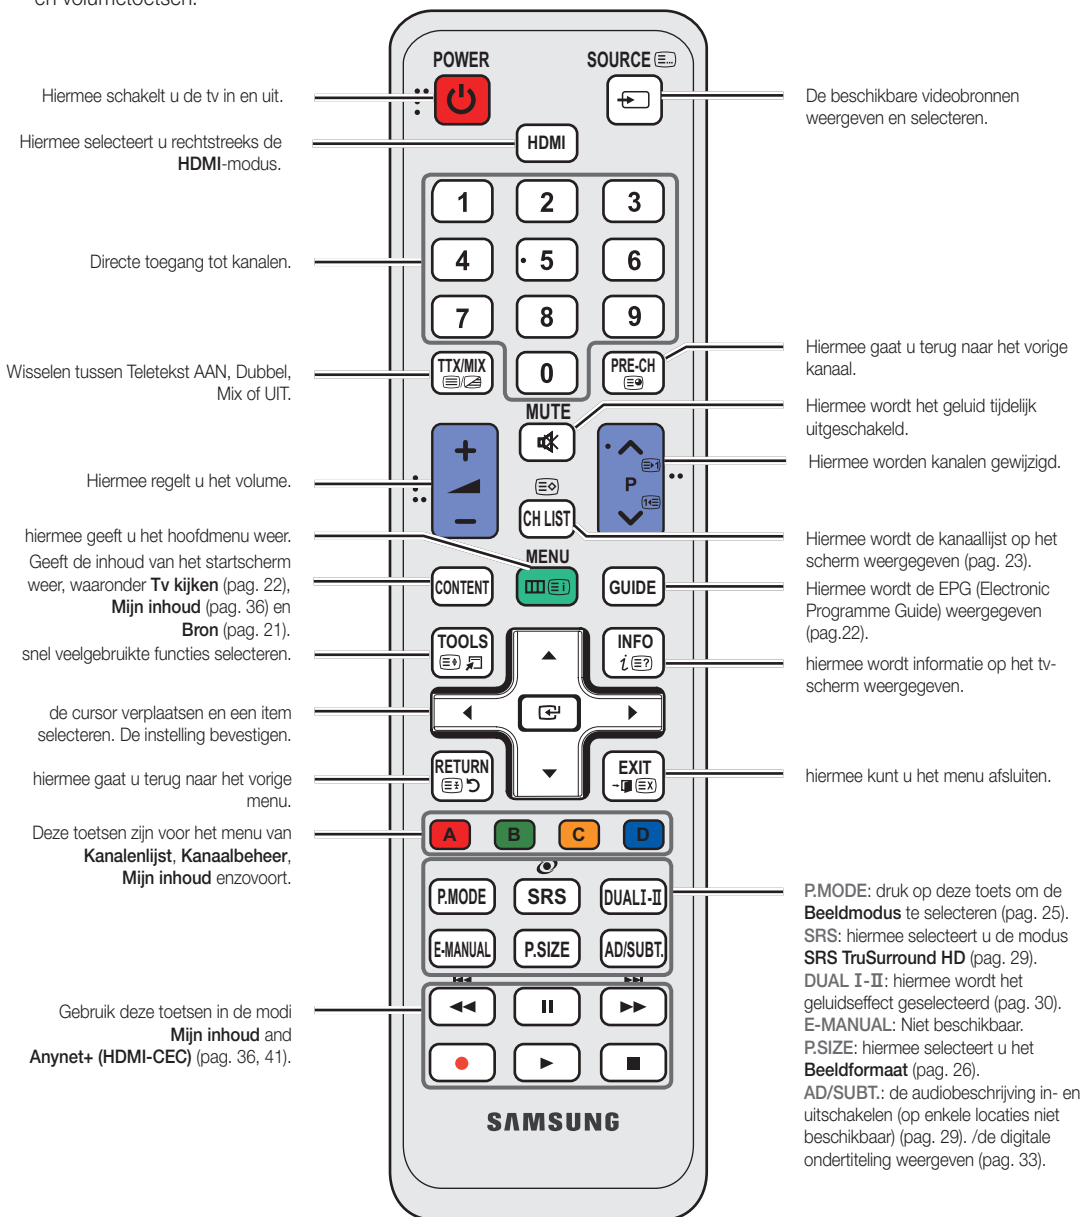 en volumetoetsen.
POWER
SOURCE
Hiermee schakelt u de tv in en uit.
De beschikbare videobronnen
weergeven en selecteren.
HDMI
Hiermee selecteert u rechtstreeks de
HDMI-modus.
1 2 3
4 5 6
Directe toegang tot kanalen.
7 8 9
TTX/MIX
0
PRE-CH
Wisselen tussen Teletekst AAN, Dubbel,
Mix of UIT.
Hiermee gaat u terug naar het vorige
kanaal.
MUTE
Hiermee wordt het geluid tijdelijk
uitgeschakeld.
P
Hiermee worden kanalen gewijzigd.
Hiermee regelt u het volume.
CH LIST
hiermee geeft u het hoofdmenu weer.
Hiermee wordt de kanaallijst op het
scherm weergegeven (pag. 23).
MENU
Geeft de inhoud van het startscherm
weer, waaronder Tv kijken (pag. 22),
Mijn inhoud (pag. 36) en
Bron (pag. 21).
CONTENT
GUIDE
Hiermee wordt de EPG (Electronic
Programme Guide) weergegeven
(pag.22).
TOOLS
INFO
snel veelgebruikte functies selecteren.
hiermee wordt informatie op het tv-
scherm weergegeven.
de cursor verplaatsen en een item
selecteren. De instelling bevestigen.
RETURN
EXIT
hiermee gaat u terug naar het vorige
menu.
hiermee kunt u het menu afsluiten.
A B C D
Deze toetsen zijn voor het menu van
Kanalenlijst, Kanaalbeheer,
Mijn inhoud enzovoort.
P.MODE SRS DUAL I-II
E-MANUAL P.SIZE AD/SUBT.
P.MODE: druk op deze toets om de
Beeldmodus te selecteren (pag. 25).
SRS: hiermee selecteert u de modus
SRS TruSurround HD (pag. 29).
DUAL I-II: hiermee wordt het
geluidseffect geselecteerd (pag. 30).
E-MANUAL: Niet beschikbaar.
P.SIZE: hiermee selecteert u het
Beeldformaat (pag. 26).
AD/SUBT.: de audiobeschrijving in- en
uitschakelen (op enkele locaties niet
beschikbaar) (pag. 29). /de digitale
ondertiteling weergeven (pag. 33).
Gebruik deze toetsen in de modi
Mijn inhoud and
Anynet+ (HDMI-CEC) (pag. 36, 41).
SAMSUNG